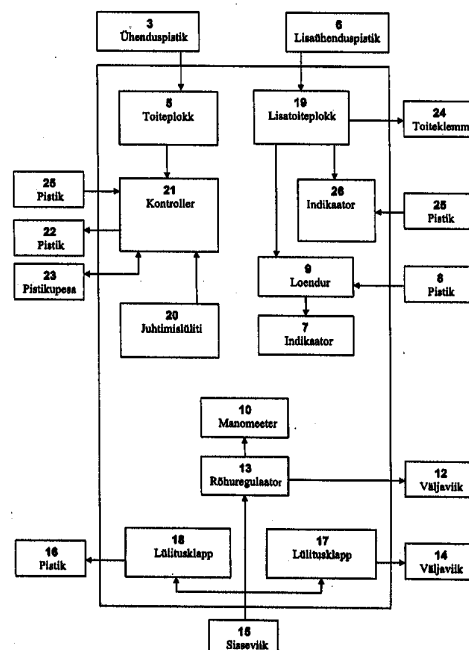 3
Ühenduspistik
6
Lisaühenduspistik
5
Toiteplokk
19
Lisatoiteplokk
24
Toiteklemm
25
Pistik
21
Kontroller
26
Indikaator
25
Pistik
22
Pistik
23
Pistikupesa
9
Loendur
8
Pistik
20
Juhtimislüliti
7
Indikaator
10
Manomeeter
13
Rõhuregulaator
12
Väljaviik
18
Lülitusklapp
17
Lülitusklapp
16
Pistik
14
Väljaviik
15
Sisseviik